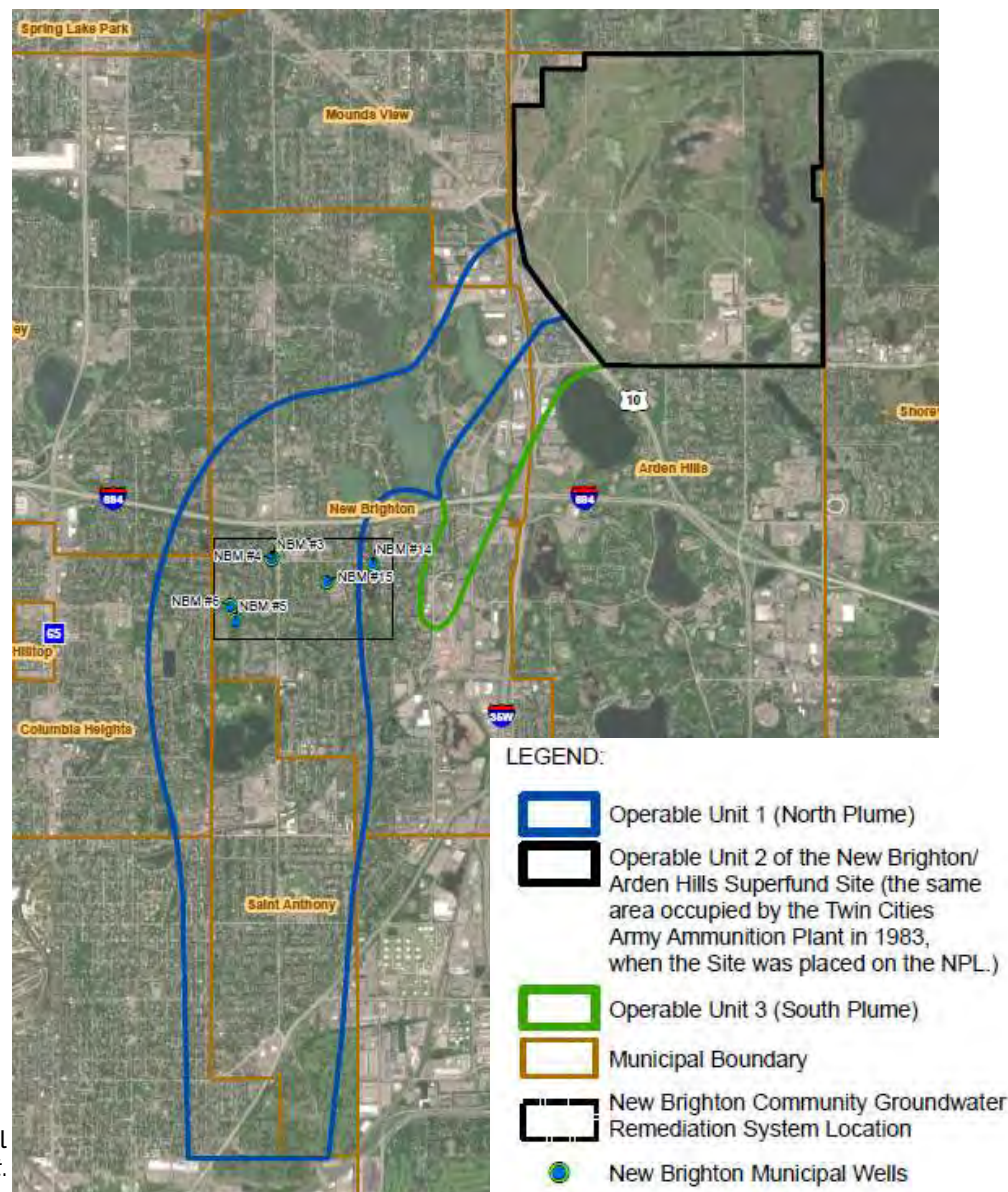 Spring Lake Park
Mounds View
ey
10
Shore
Arden Hills
694
New Brighton
694
NBM #3
NBM #4
NBM #14
NBM #15
NBM #6
NBM #5
65
Hilltop
35W
Columbia Heights
Saint Anthony
LEGEND:
Operable Unit 1 (North Plume)
Operable Unit 2 of the New Brighton/
Arden Hills Superfund Site (the same
area occupied by the Twin Cities
Army Ammunition Plant in 1983,
when the Site was placed on the NPL.)
Operable Unit 3 (South Plume)
Municipal Boundary
New Brighton Community Groundwater
Remediation System Location
New Brighton Municipal Wells
l
t.